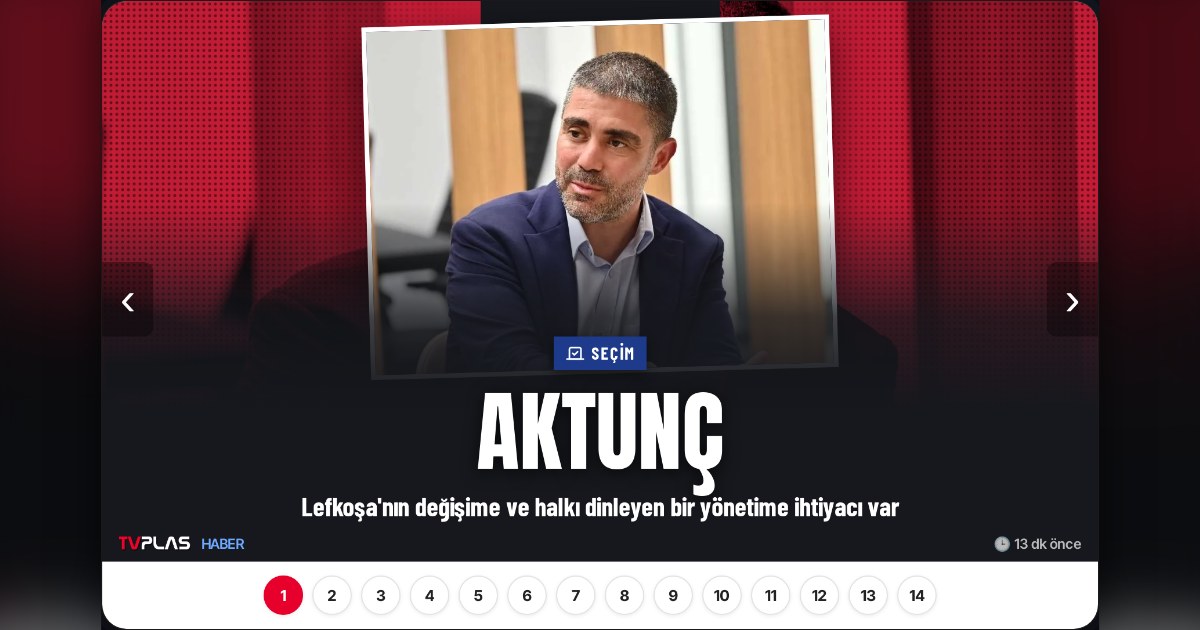 SEÇİM
AKTUNÇ
Lefkoşa'nın değişime ve halkı dinleyen bir yönetime ihtiyacı var
TVPLAS HABER
13 dk önce
1 2 3 4 5 6 7 8 9 10 11 12 13 14